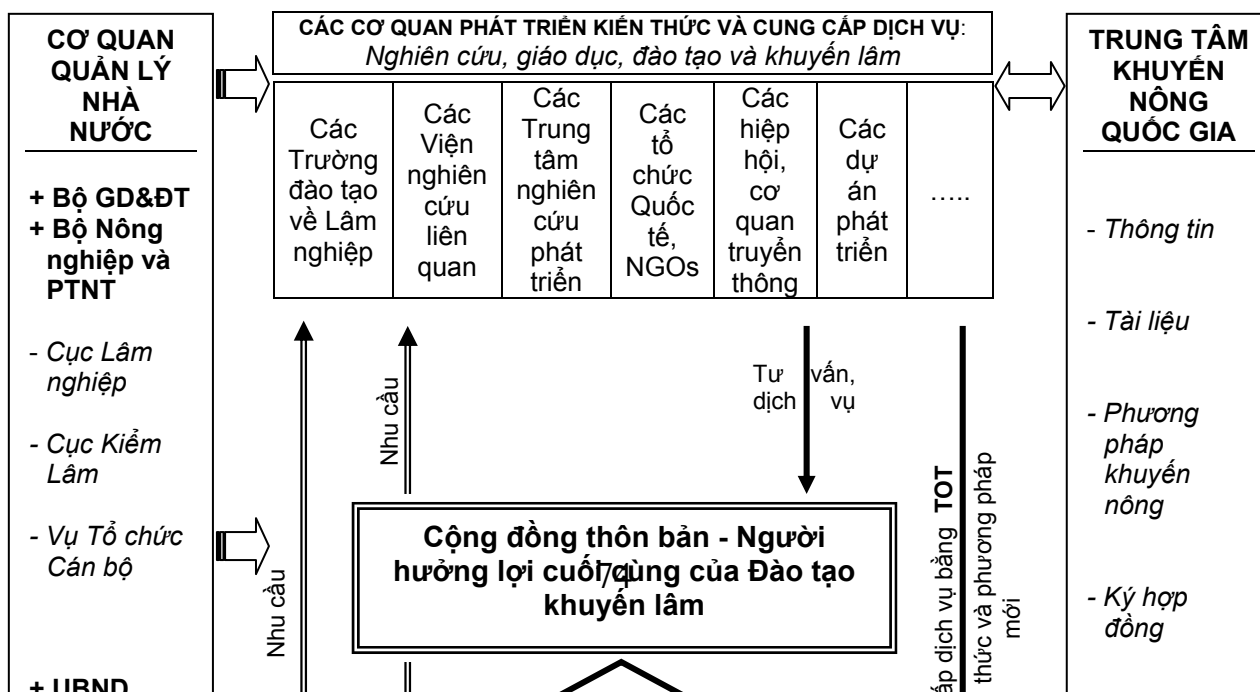 CƠ QUAN
QUẢN LÝ
NHÀ
NƯỚC
+ Bộ GD&ĐT
+ Bộ Nông
nghiệp và
PTNT
- Cục Lâm
nghiệp
- Cục Kiểm
Lâm
- Vụ Tổ chức
Cán bộ
+ UBND
CÁC CƠ QUAN PHÁT TRIỂN KIẾN THỨC VÀ CUNG CẤP DỊCH VỤ:
Nghiên cứu, giáo dục, đào tạo và khuyến lâm
Các
Trường
đào tạo
về Lâm
nghiệp
Các
Viện
nghiên
cứu
liên
quan
Các
Trung
tâm
nghiên
cứu
phát
triển
Các
tổ
chức
Quốc
tế,
NGOs
Các
hiệp
hội,
cơ
quan
truyển
thông
Các
dự
án
phát
triển
…..
Nhu cầu
Nhu cầu
Tư vấn,
dịch vụ
Cộng đồng thôn bản - Người
hưởng lợi cuối cùng của Đào tạo
khuyến lâm
74
dịch vụ bằng TOT
thức và phương pháp
mới
TRUNG TÂM
KHUYẾN
NÔNG
QUỐC GIA
- Thông tin
- Tài liệu
- Phương
pháp
khuyến
nông
- Ký hợp
đồng